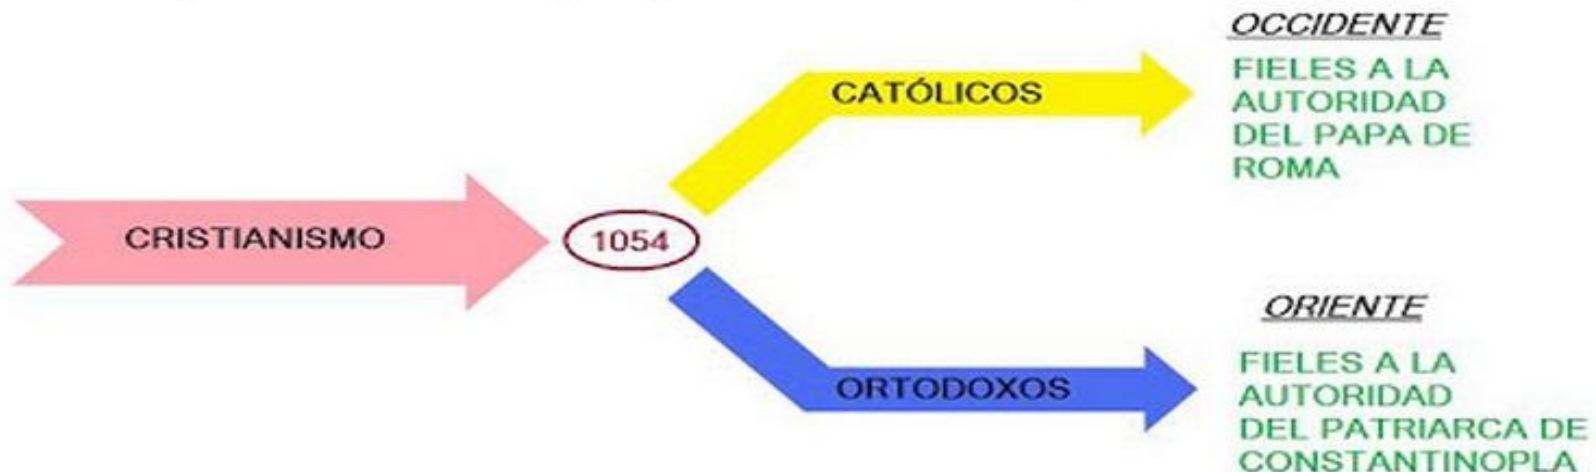 OCCIDENTE
FIELES A LA
AUTORIDAD
DEL PAPA DE
ROMA
CATÓLICOS
CRISTIANISMO
1054
ORTODOXOS
ORIENTE
FIELES A LA
AUTORIDAD
DEL PATRIARCA DE
CONSTANTINOPLA